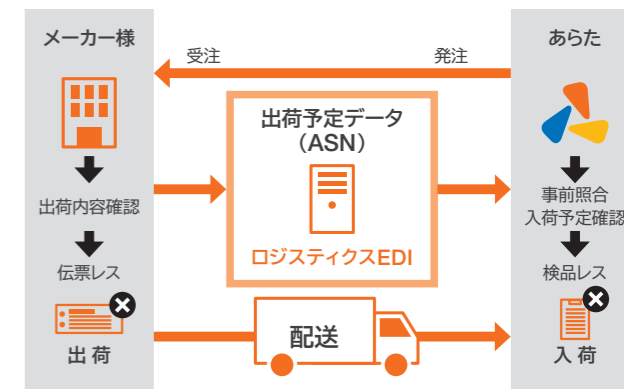 メーカー様
出荷内容確認
伝票レス
出荷
受注
発注
出荷予定データ
（ASN）
ロジスティクスEDI
配送
あらた
事前照合
入荷予定確認
検品レス
入荷